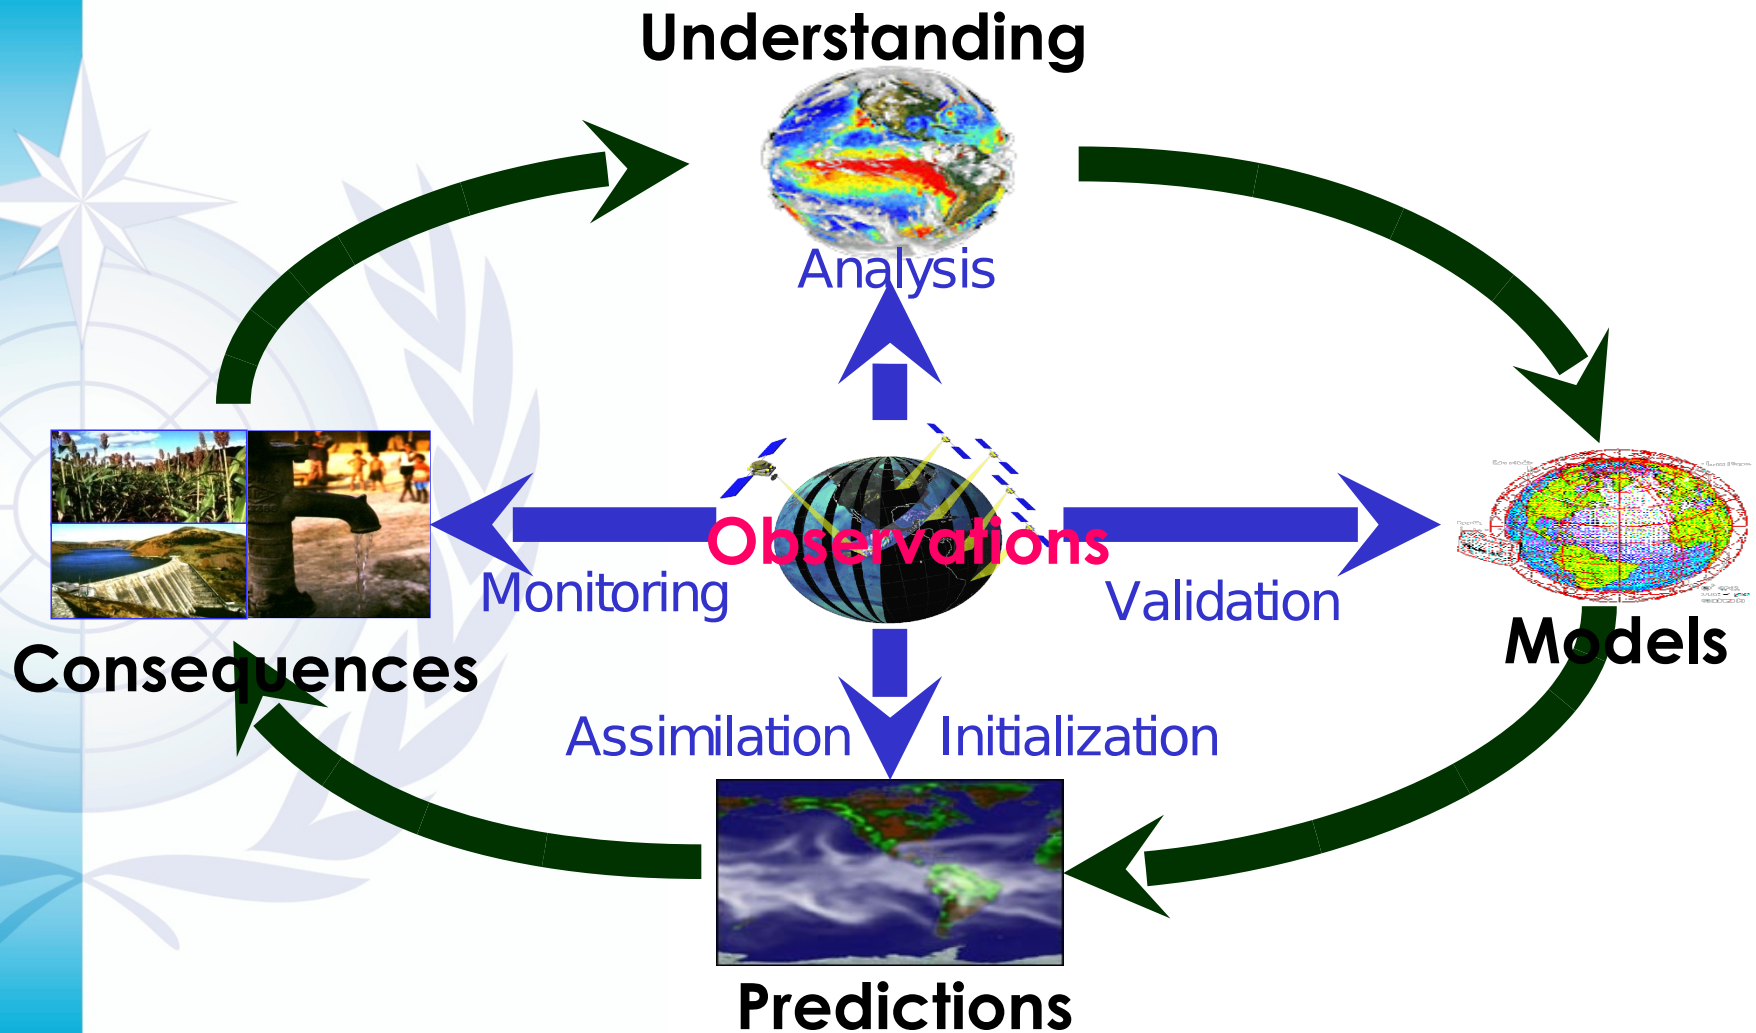 Understanding
Analysis
Observations
Monitoring
Validation
Consequences
Models
Assimilation
Initialization
Predictions